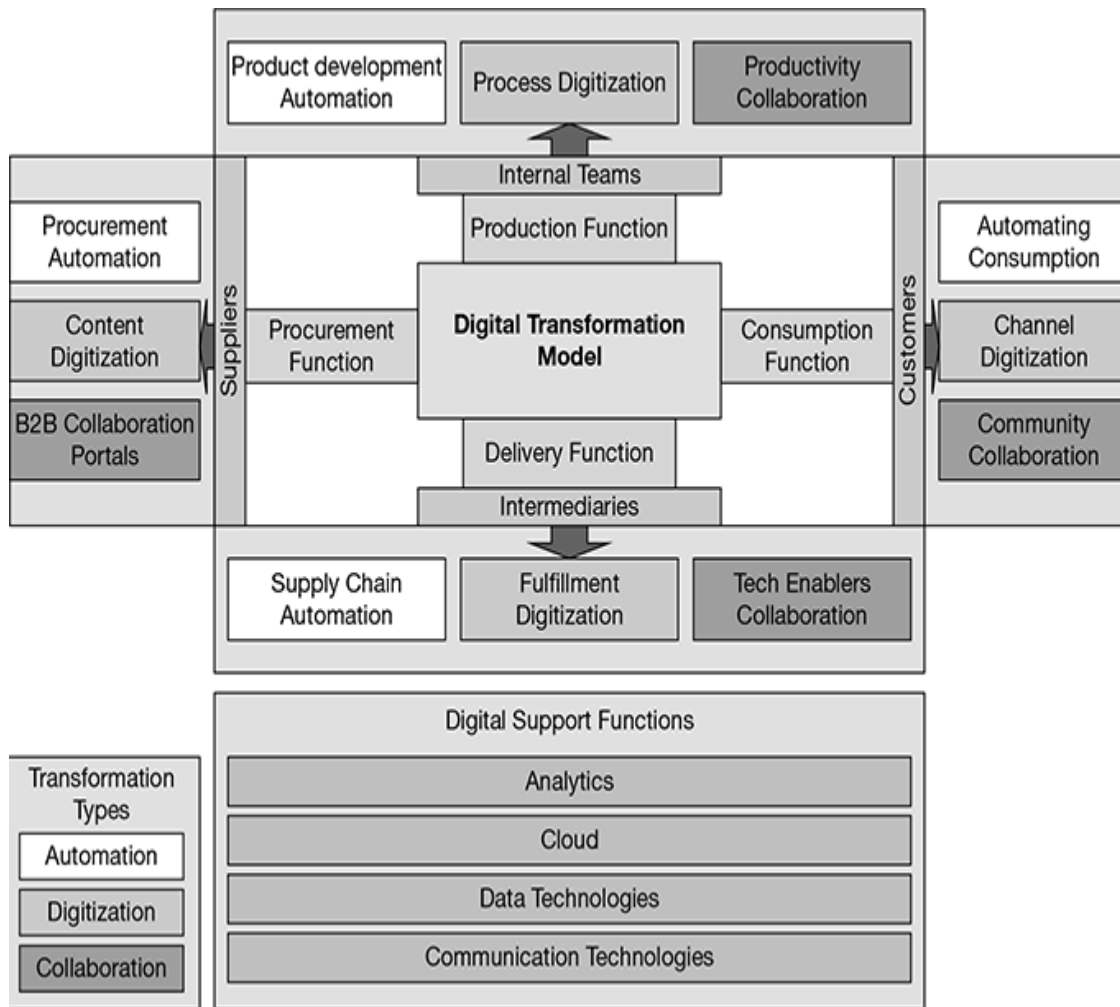 Product development
Automation
Process Digitization
Productivity
Collaboration
Internal Teams
Production Function
Procurement
Automation
Content
Digitization
B2B Collaboration
Portals
Suppliers
Procurement
Function
Digital Transformation
Model
Consumption
Function
Customers
Automating
Consumption
Channel
Digitization
Community
Collaboration
Delivery Function
Intermediaries
Supply Chain
Automation
Fulfillment
Digitization
Tech Enablers
Collaboration
Digital Support Functions
Analytics
Cloud
Data Technologies
Communication Technologies
Transformation
Types
Automation
Digitization
Collaboration